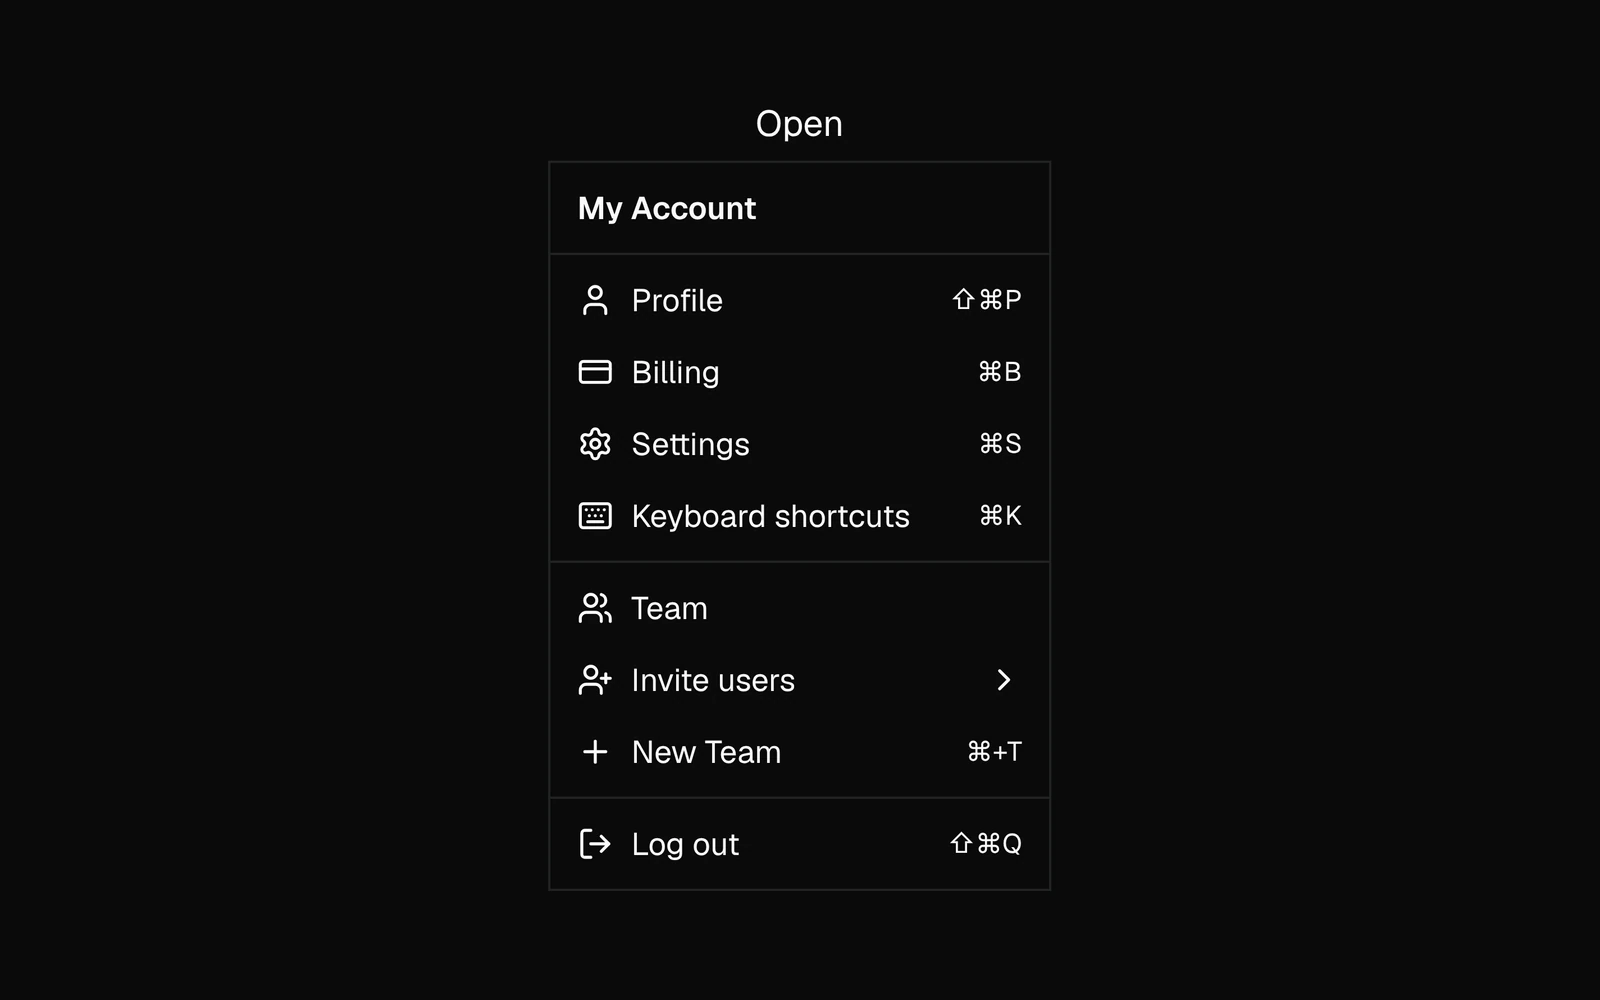 Open
My Account
Profile ⇧⌘P
Billing ⌘B
Settings ⌘S
Keyboard shortcuts ⌘K
Team
Invite users
New Team ⌘+T
Log out ⇧⌘Q